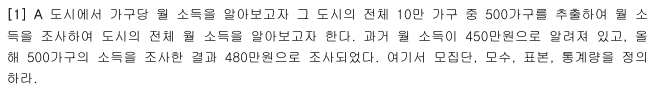 [1] A 도시에서 가구당 월 소득을 알아보고자 그 도시의 전체 10만 가구 중 500가구를 추출하여 월 소
득을 조사하여 도시의 전체 월 소득을 알아보고자 한다. 과거 월 소득이 450만원으로 알려져 있고, 올
해 500가구의 소득을 조사한 결과 480만원으로 조사되었다. 여기서 모집단, 모수, 표본, 통계량을 정의
하라.